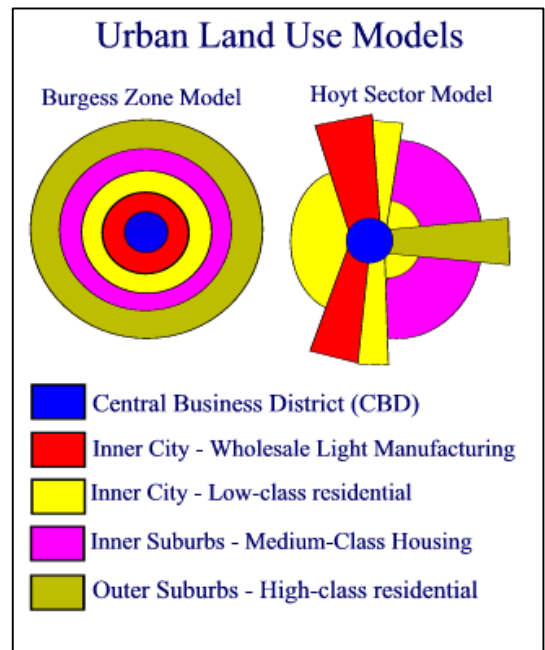 Urban Land Use Models
Burgess Zone Model
Hoyt Sector Model
Central Business District (CBD)
Inner City - Wholesale Light Manufacturing
Inner City - Low-class residential
Inner Suburbs - Medium-Class Housing
Outer Suburbs - High-class residential